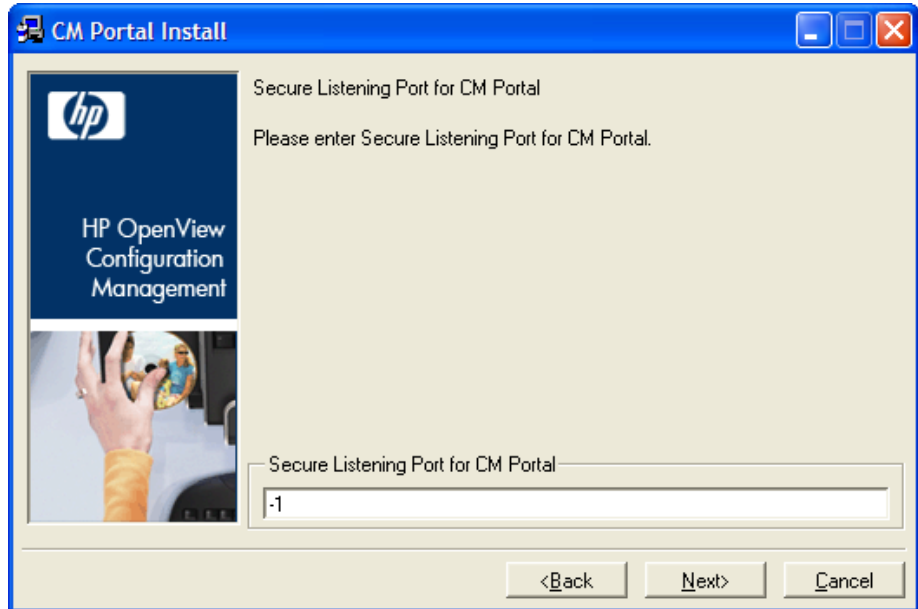 CM Portal Install
hp
HP OpenView
Configuration
Management
Secure Listening Port for CM Portal
Please enter Secure Listening Port for CM Portal.
Secure Listening Port for CM Portal
-1
<Back
Next>
Cancel